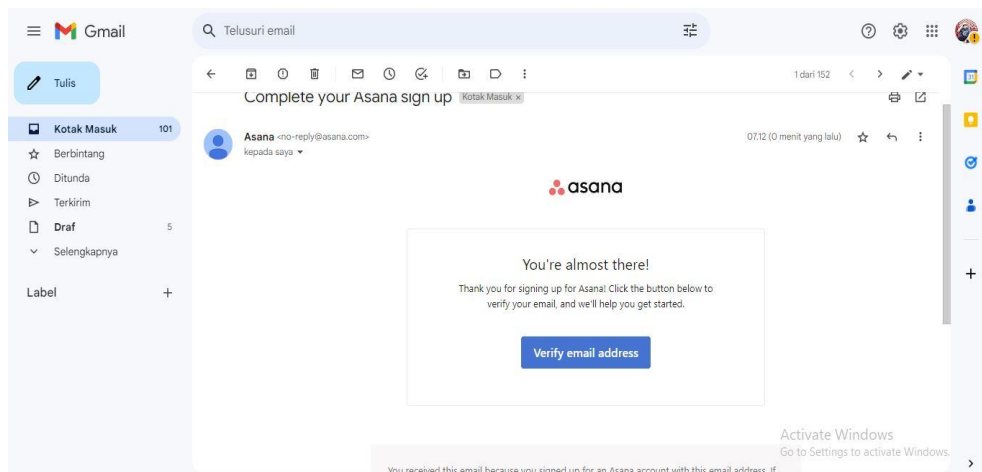 Gmail
Telusuri email
Tulis
1 dari 152
Complete your Asana sign up
Kotak Masuk x
Kotak Masuk 101
Berbintang
Ditunda
Terkirim
Draf 5
Selengkapnya
Label
Asana <no-reply@asana.com>
07.12 (0 menit yang lalu)
kepada saya
asana
You're almost there!
Thank you for signing up for Asana! Click the button below to
verify your email, and we'll help you get started.
Verify email address
Activate Windows
Go to Settings to activate Windows.
You received this email because you signed up for an Asana account with this email address. If
31